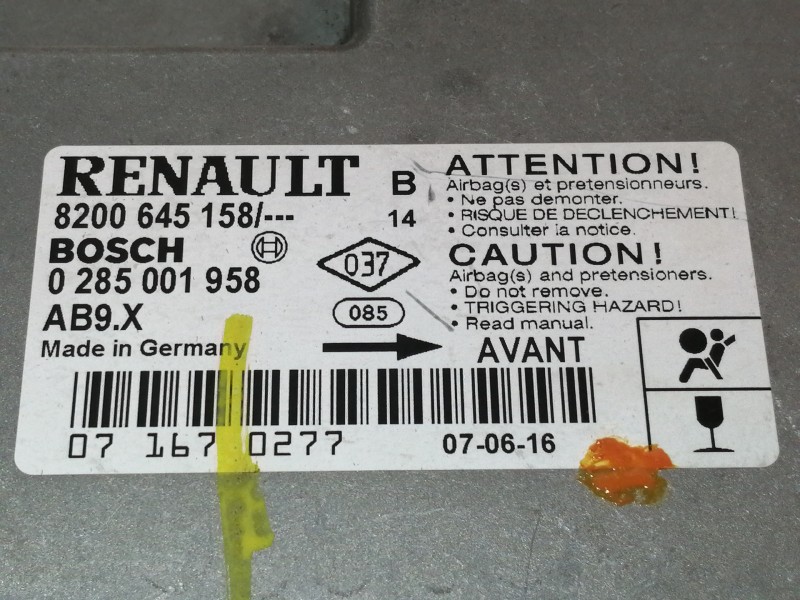 RENAULT
8200 645 158/---
BOSCH
0 285 001 958
AB9.X
Made in Germany
07 167 0277
07-06-16
B
14
037
085
AVANT
ATTENTION!
Airbag(s) et pretensionneurs.
• Ne pas demonter.
• RISQUE DE DECLENCHEMENT!
• Consulter la notice.
CAUTION!
Airbag(s) and pretensioners.
• Do not remove.
• TRIGGERING HAZARD!
• Read manual.